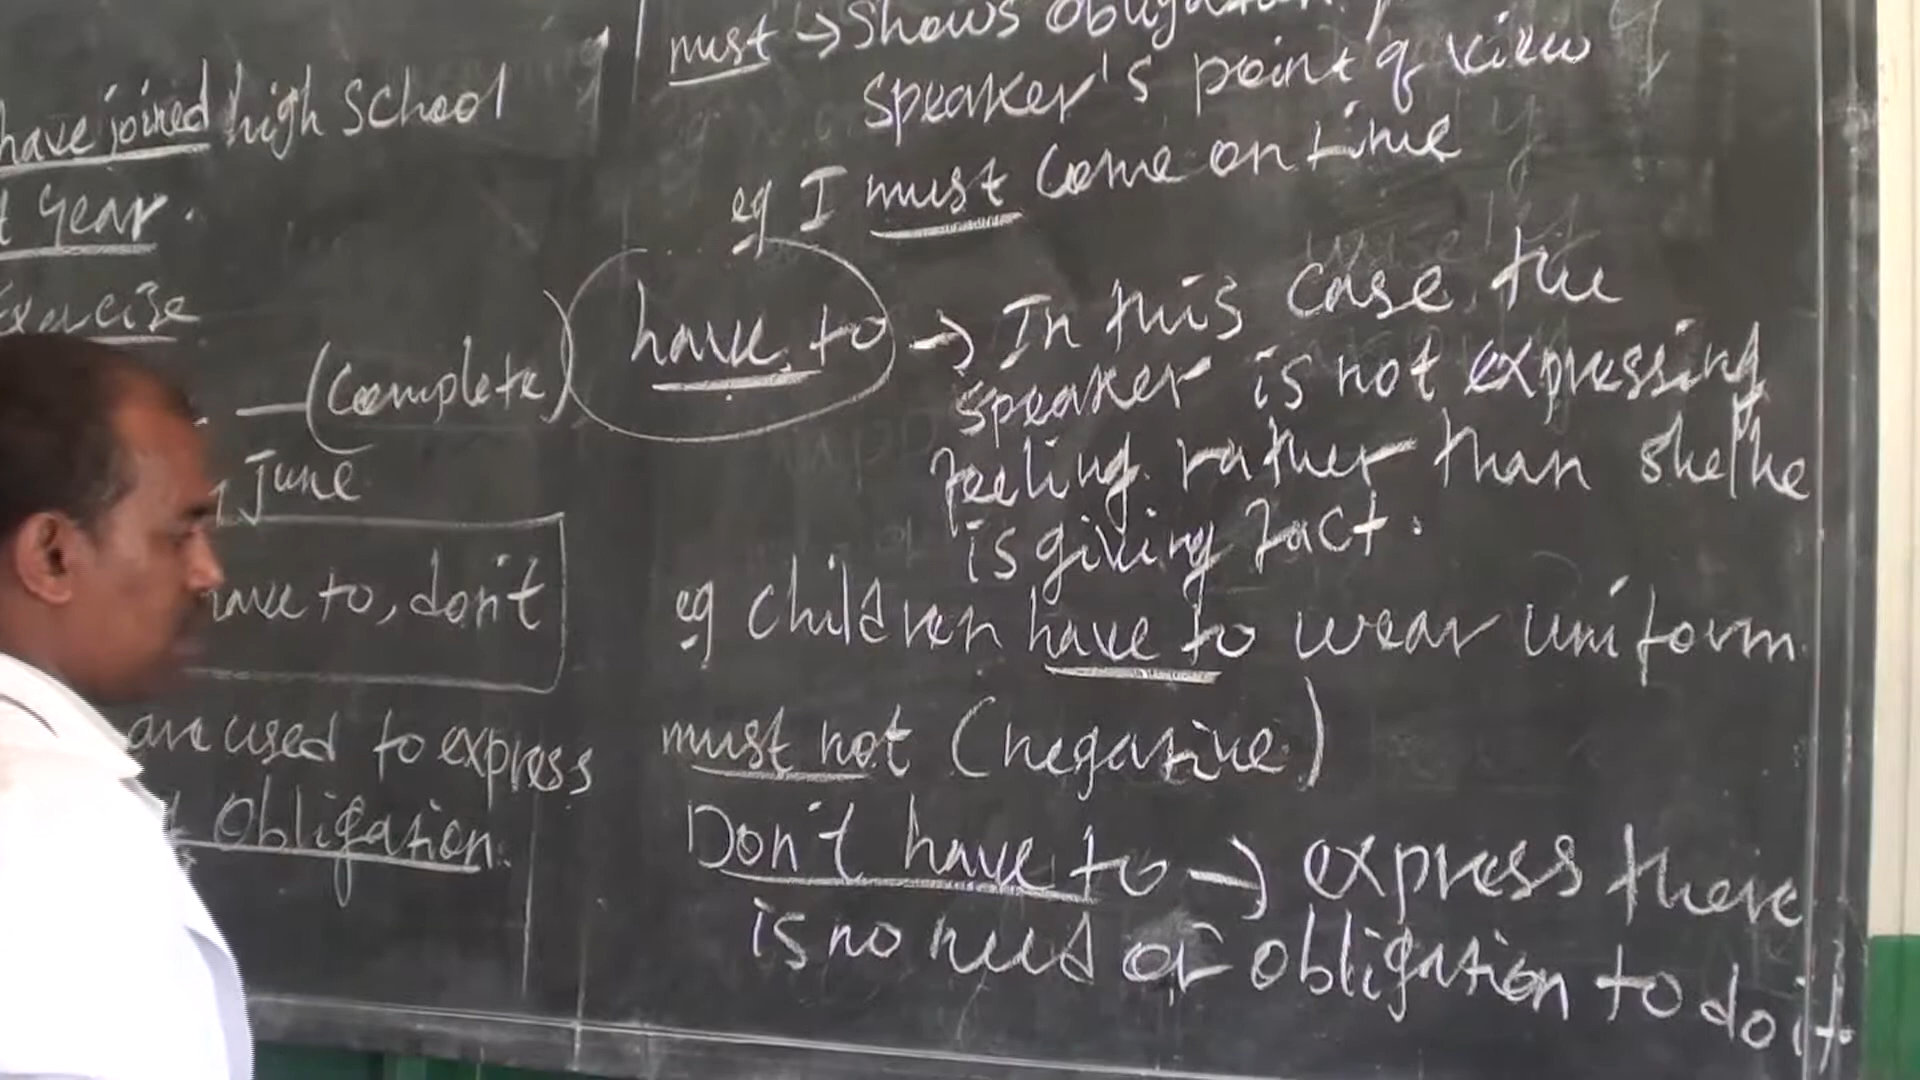 have joined high school
year.
Exercise
(complete)
June
have to, don't
are used to express
obligation.
must → Shows obligation
speaker's point of view
eg I must come on time
have to → In this case the
speaker is not expressing
feeling rather than she/he
is giving fact.
eg children have to wear uniform.
must not (negative)
Don't have to → express there
is no need or obligation to do it.